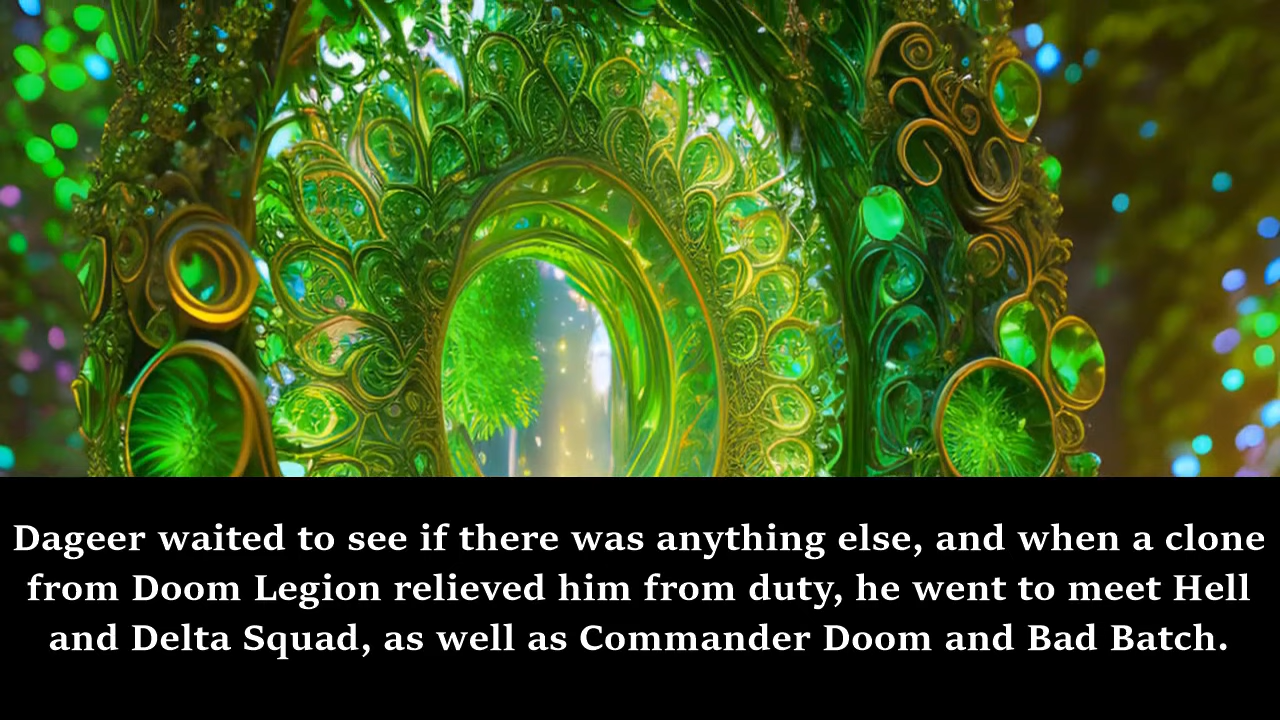 Dageer waited to see if there was anything else, and when a clone
from Doom Legion relieved him from duty, he went to meet Hell
and Delta Squad, as well as Commander Doom and Bad Batch.